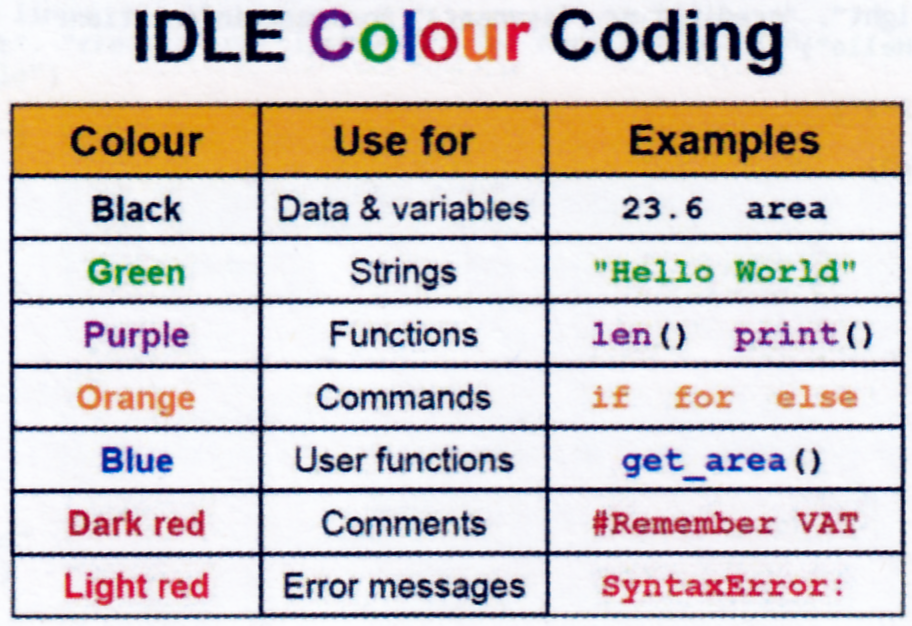 IDLE Colour Coding
Colour Use for Examples
Black Data & variables 23.6 area
Green Strings "Hello World"
Purple Functions len() print()
Orange Commands if for else
Blue User functions get_area()
Dark red Comments #Remember VAT
Light red Error messages SyntaxError: